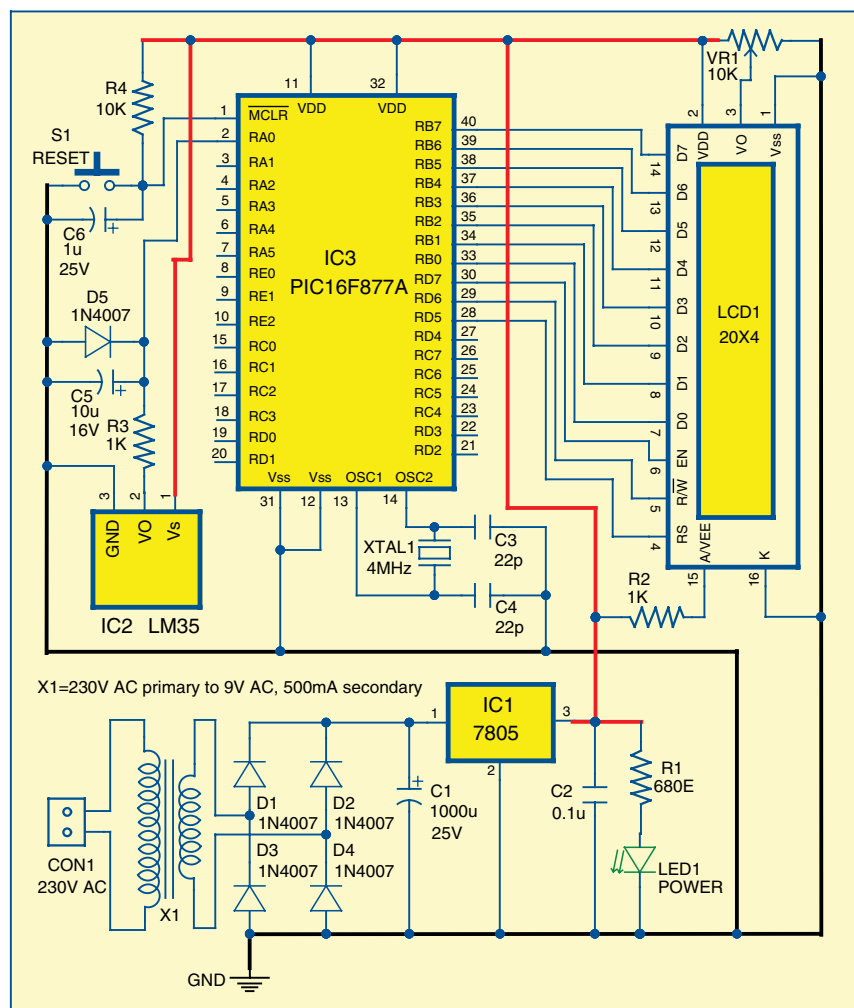 R4
10K
S1
RESET
C6
1u
25V
+
D5
1N4007
C5
10u
16V
+
R3
1K
3
2
1
GND
VO
Vs
IC2 LM35
11
32
VDD
VDD
1
MCLR
2
RA0
3
RA1
4
RA2
5
RA3
6
RA4
7
RA5
8
RE0
9
RE1
10
RE2
15
RC0
16
RC1
17
RC2
18
RC3
19
RD0
20
RD1
IC3
PIC16F877A
RB7
40
RB6
39
RB5
38
RB4
37
RB3
36
RB2
35
RB1
34
RB0
33
RD7
30
RD6
29
RD5
28
RD4
27
RC7
26
RC6
25
RC5
24
RC4
23
RD3
22
RD2
21
Vss
Vss
OSC1
OSC2
31
12
13
14
XTAL1
4MHz
C3
22p
C4
22p
VR1
10K
2
3
1
VDD
VO
Vss
14
D7
13
D6
12
D5
11
D4
10
D3
9
D2
8
D1
7
D0
6
EN
5
R/W
4
RS
LCD1
20X4
A/VEE
K
15
16
R2
1K
X1=230V AC primary to 9V AC, 500mA secondary
CON1
230V AC
X1
D1
1N4007
D2
1N4007
D3
1N4007
D4
1N4007
+
C1
1000u
25V
1
IC1
7805
3
2
C2
0.1u
R1
680E
LED1
POWER
GND